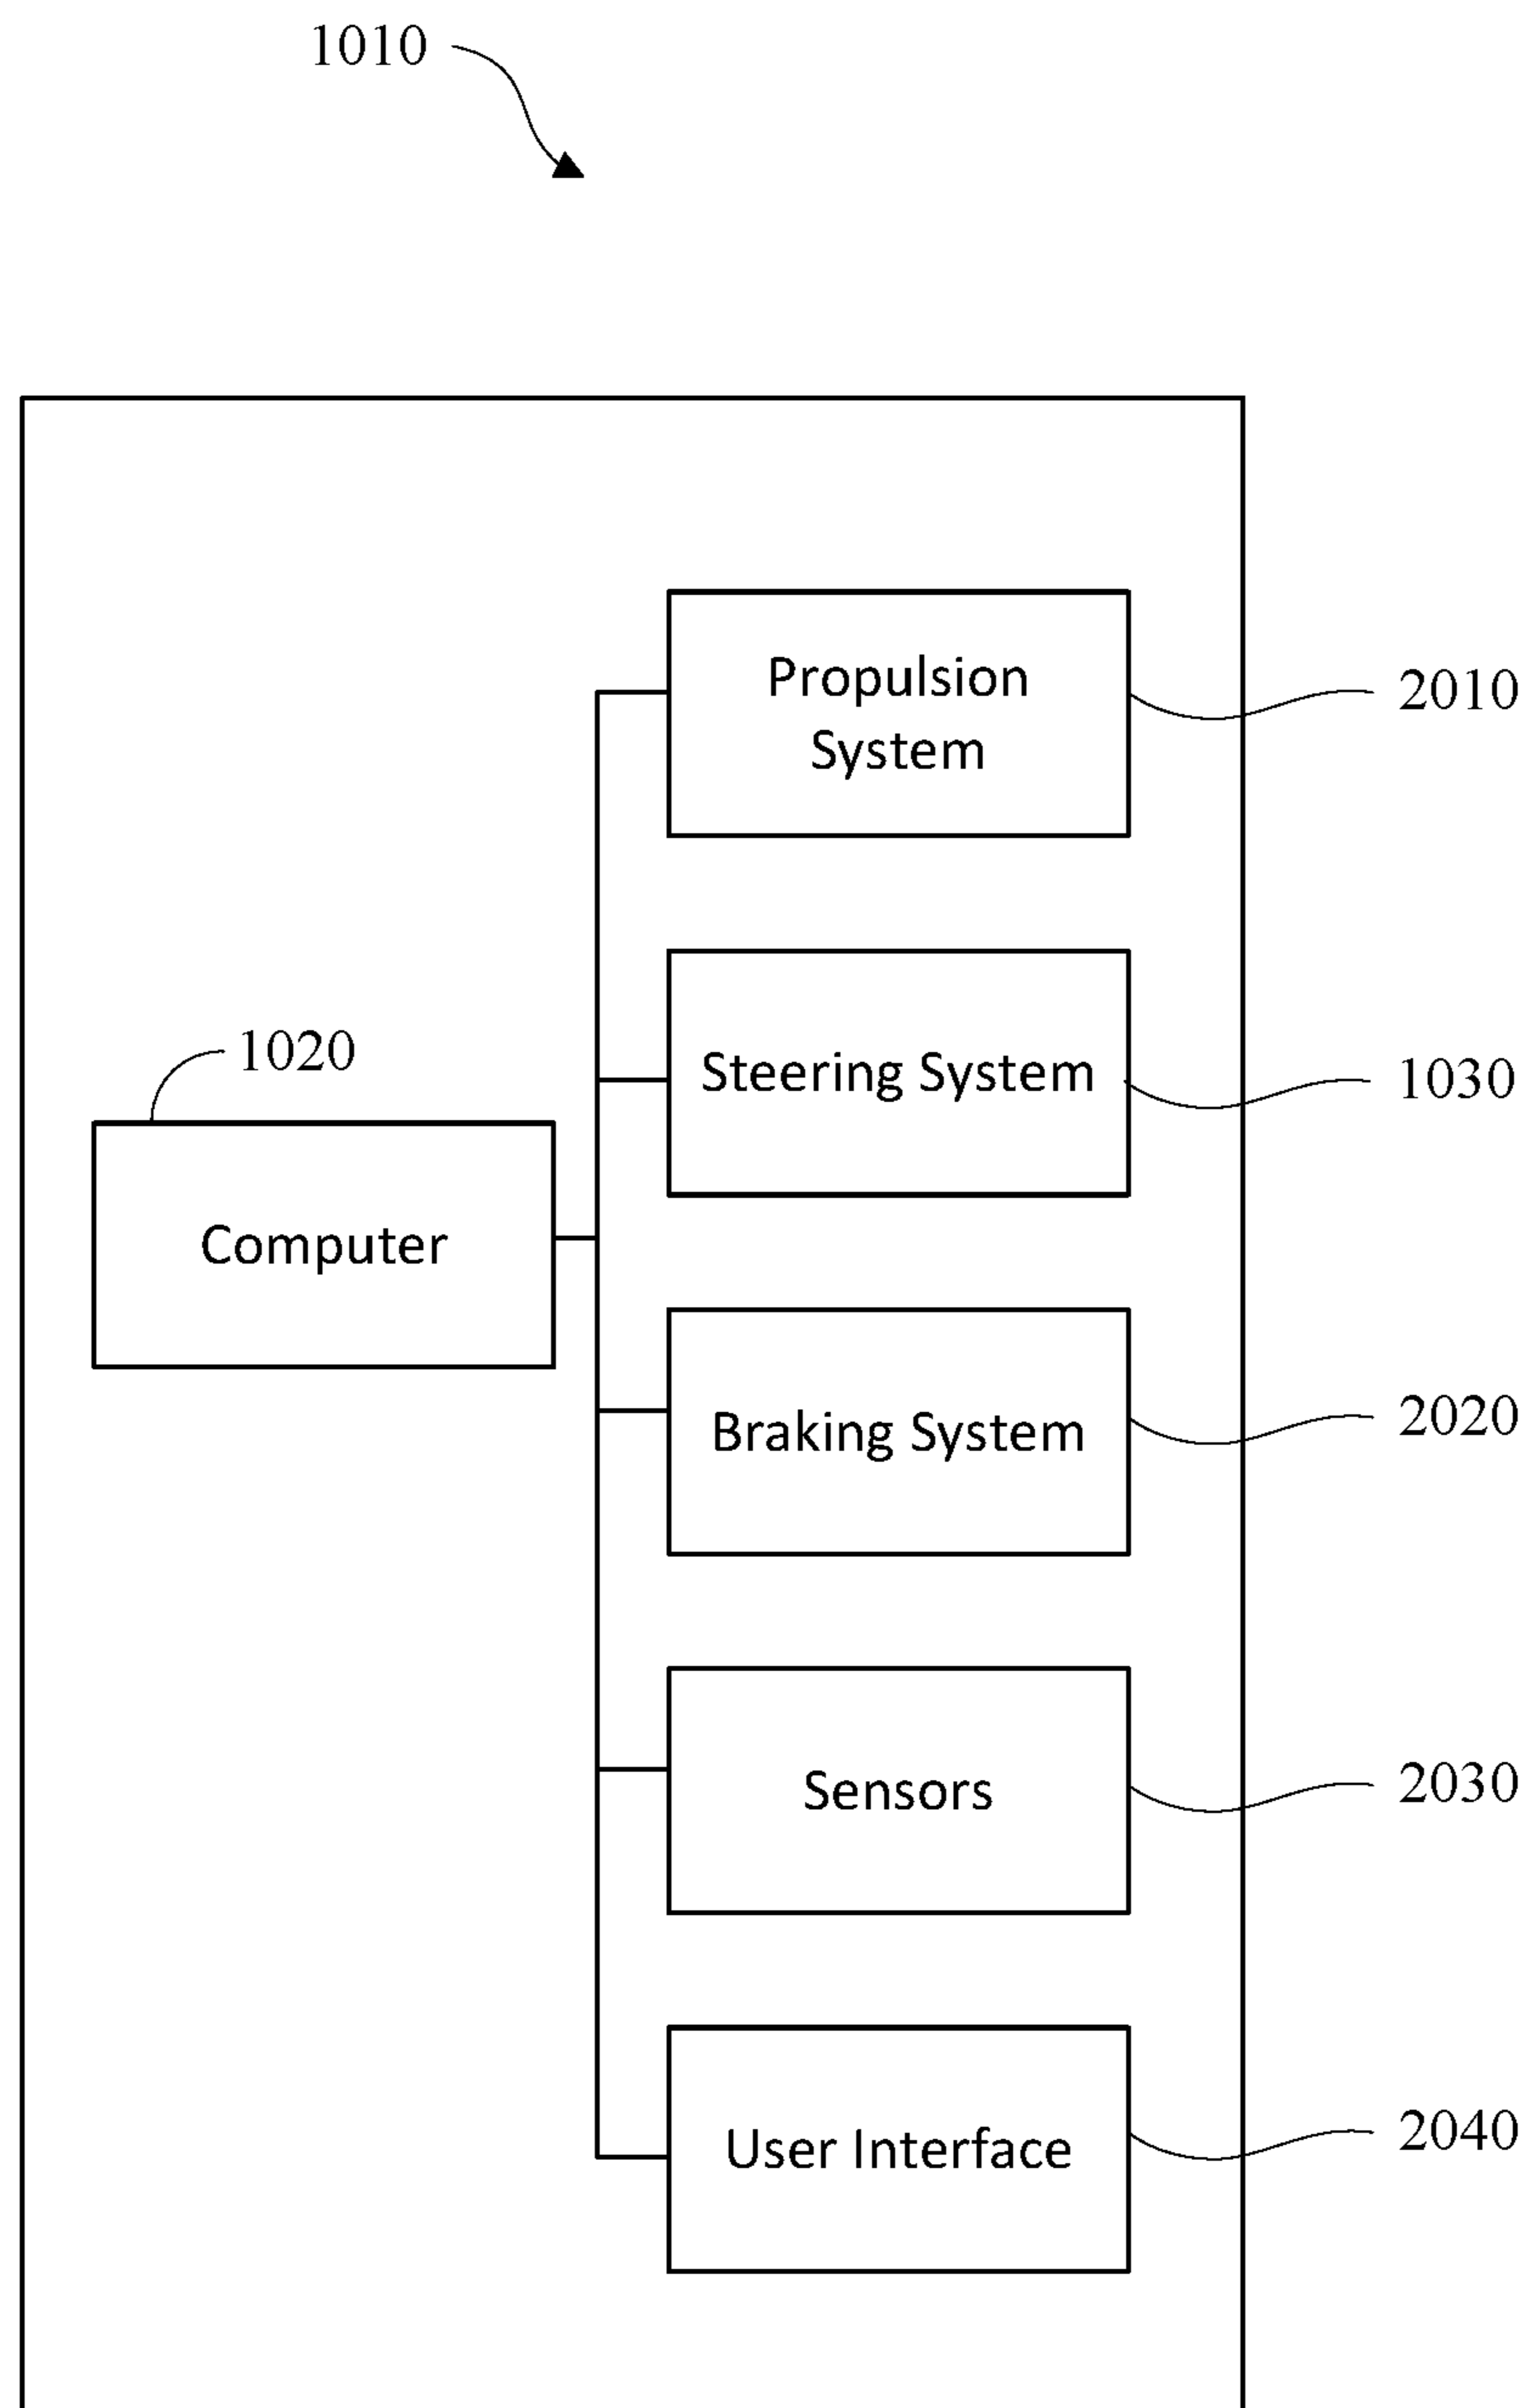 1010
Propulsion
System
2010
1020
Steering System
1030
Computer
Braking System
2020
Sensors
2030
User Interface
2040